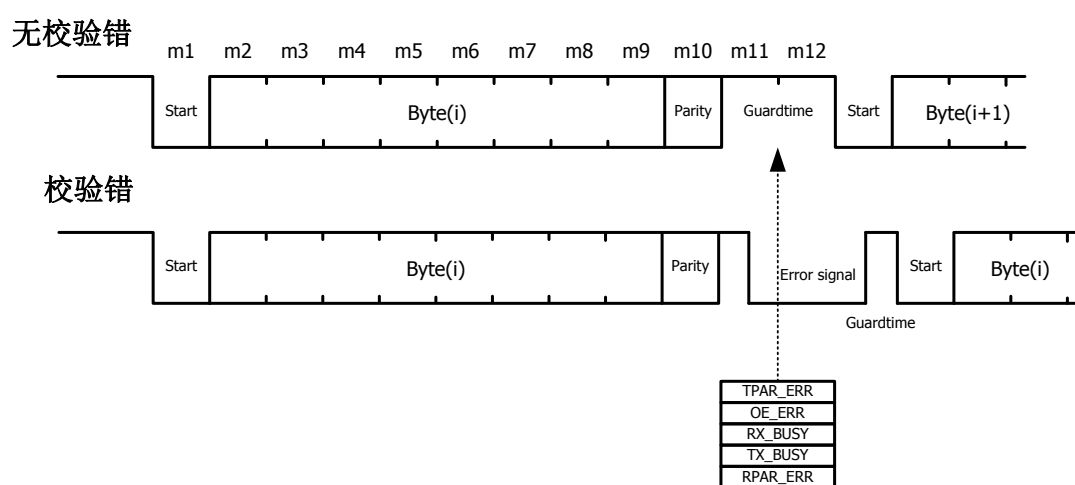 无校验错
m1 m2 m3 m4 m5 m6 m7 m8 m9 m10 m11 m12
Start Byte(i) Parity Guardtime Start Byte(i+1)
校验错
Start Byte(i) Parity Error signal Start Byte(i)
Guardtime
TPAR_ERR
OE_ERR
RX_BUSY
TX_BUSY
RPAR_ERR